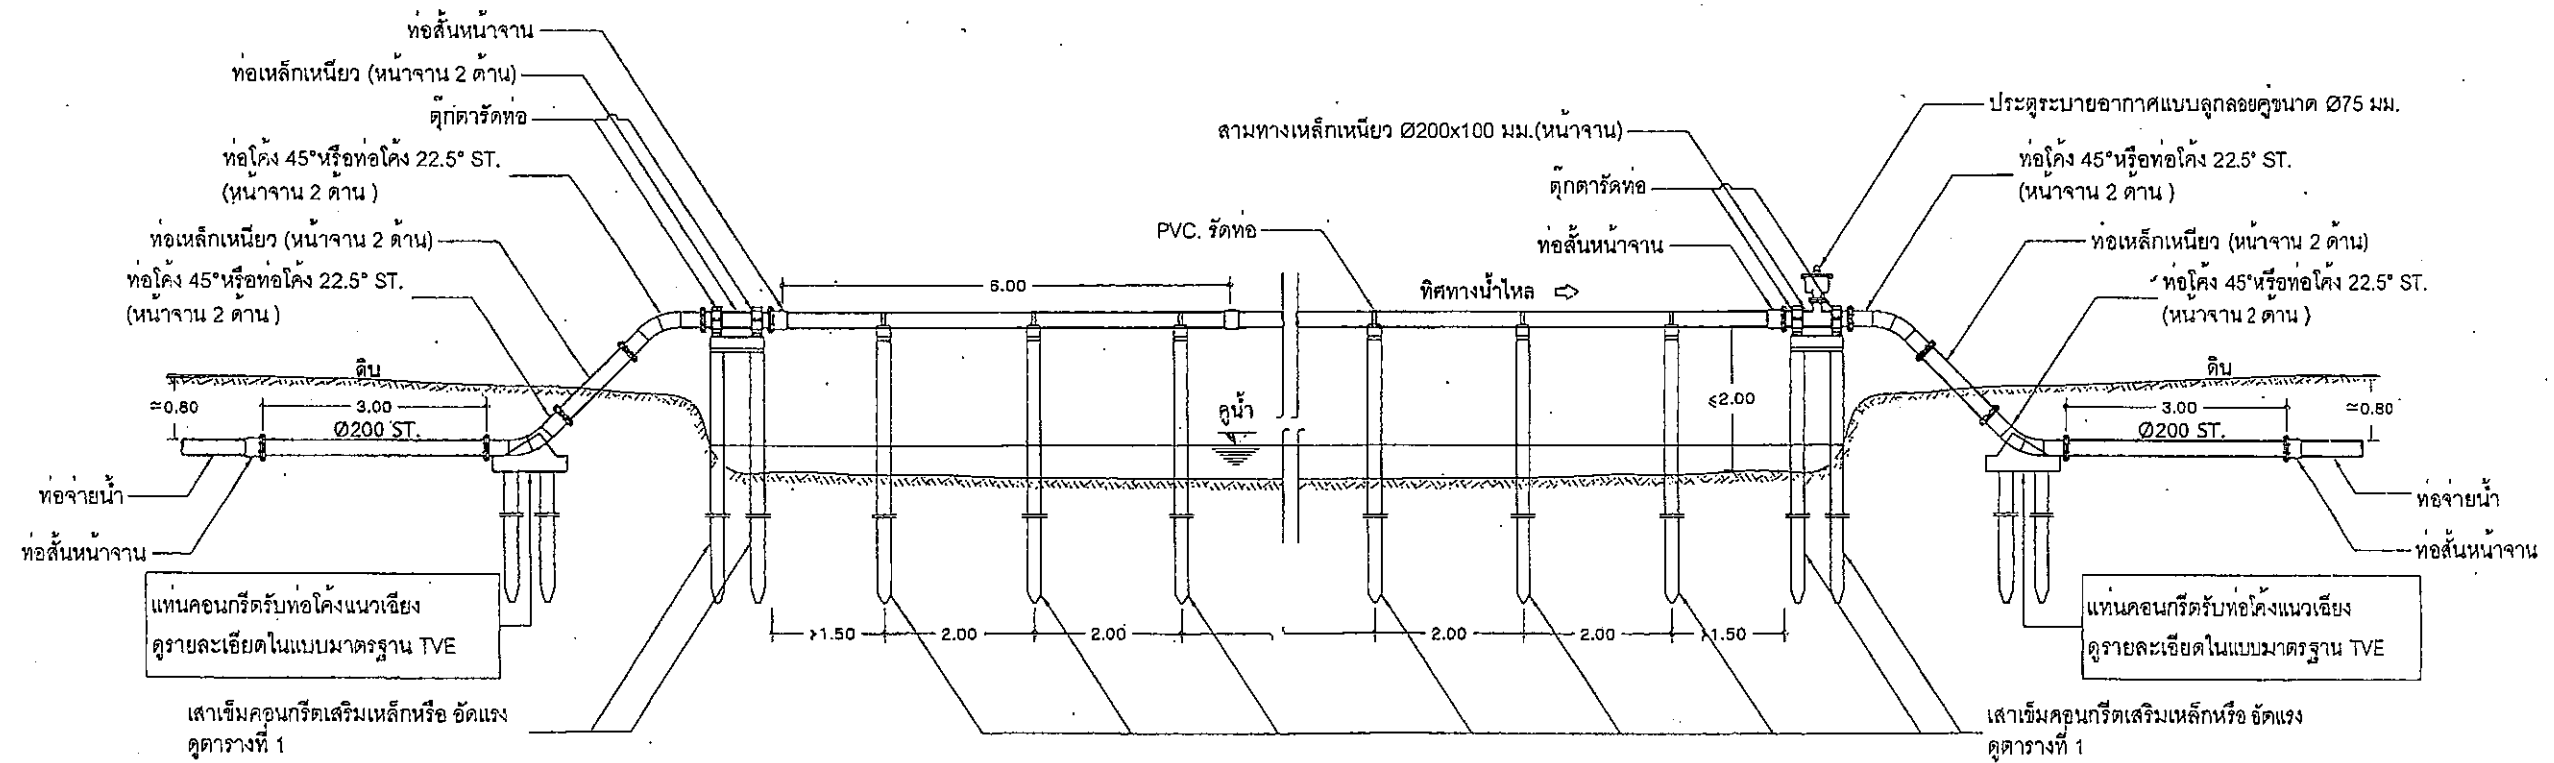 ท่อสั้นหน้าจาน
ท่อเหล็กเหนียว (หน้าจาน 2 ด้าน)
ตุ๊กตารัดท่อ
ท่อโค้ง 45°หรือท่อโค้ง 22.5° ST.
(หน้าจาน 2 ด้าน )
ท่อเหล็กเหนียว (หน้าจาน 2 ด้าน)
ท่อโค้ง 45°หรือท่อโค้ง 22.5° ST.
(หน้าจาน 2 ด้าน )
สามทางเหล็กเหนียว Ø200x100 มม.(หน้าจาน)
ตุ๊กตารัดท่อ
PVC. รัดท่อ
ท่อสั้นหน้าจาน
ประตูระบายอากาศแบบลูกลอยคู่ขนาด Ø75 มม.
ท่อโค้ง 45°หรือท่อโค้ง 22.5° ST.
(หน้าจาน 2 ด้าน )
ท่อเหล็กเหนียว (หน้าจาน 2 ด้าน)
ท่อโค้ง 45°หรือท่อโค้ง 22.5° ST.
(หน้าจาน 2 ด้าน )
6.00
ทิศทางน้ำไหล
ดิน
ดิน
≃0.80
3.00
Ø200 ST.
คูน้ำ
≤2.00
3.00
Ø200 ST.
≃0.80
ท่อจ่ายน้ำ
ท่อสั้นหน้าจาน
ท่อจ่ายน้ำ
ท่อสั้นหน้าจาน
แท่นคอนกรีตรับท่อโค้งแนวเฉียง
ดูรายละเอียดในแบบมาตรฐาน TVE
>1.50
2.00
2.00
2.00
2.00
>1.50
แท่นคอนกรีตรับท่อโค้งแนวเฉียง
ดูรายละเอียดในแบบมาตรฐาน TVE
เสาเข็มคอนกรีตเสริมเหล็กหรือ อัดแรง
ดูตารางที่ 1
เสาเข็มคอนกรีตเสริมเหล็กหรือ อัดแรง
ดูตารางที่ 1